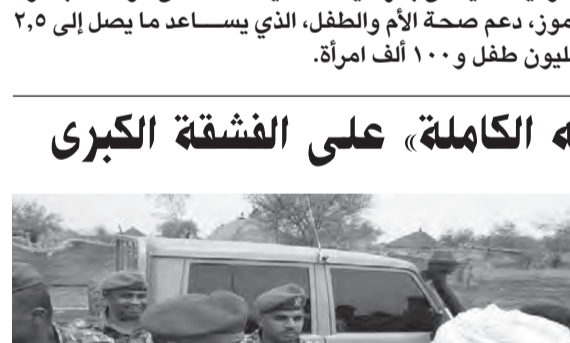 موز، دعم صحة الأم والطفل، الذي يســـاعد ما يصل إلى ٢,٥
ليون طفل و١٠٠ ألف امرأة.
ه الكاملة» على الفشقة الكبرى